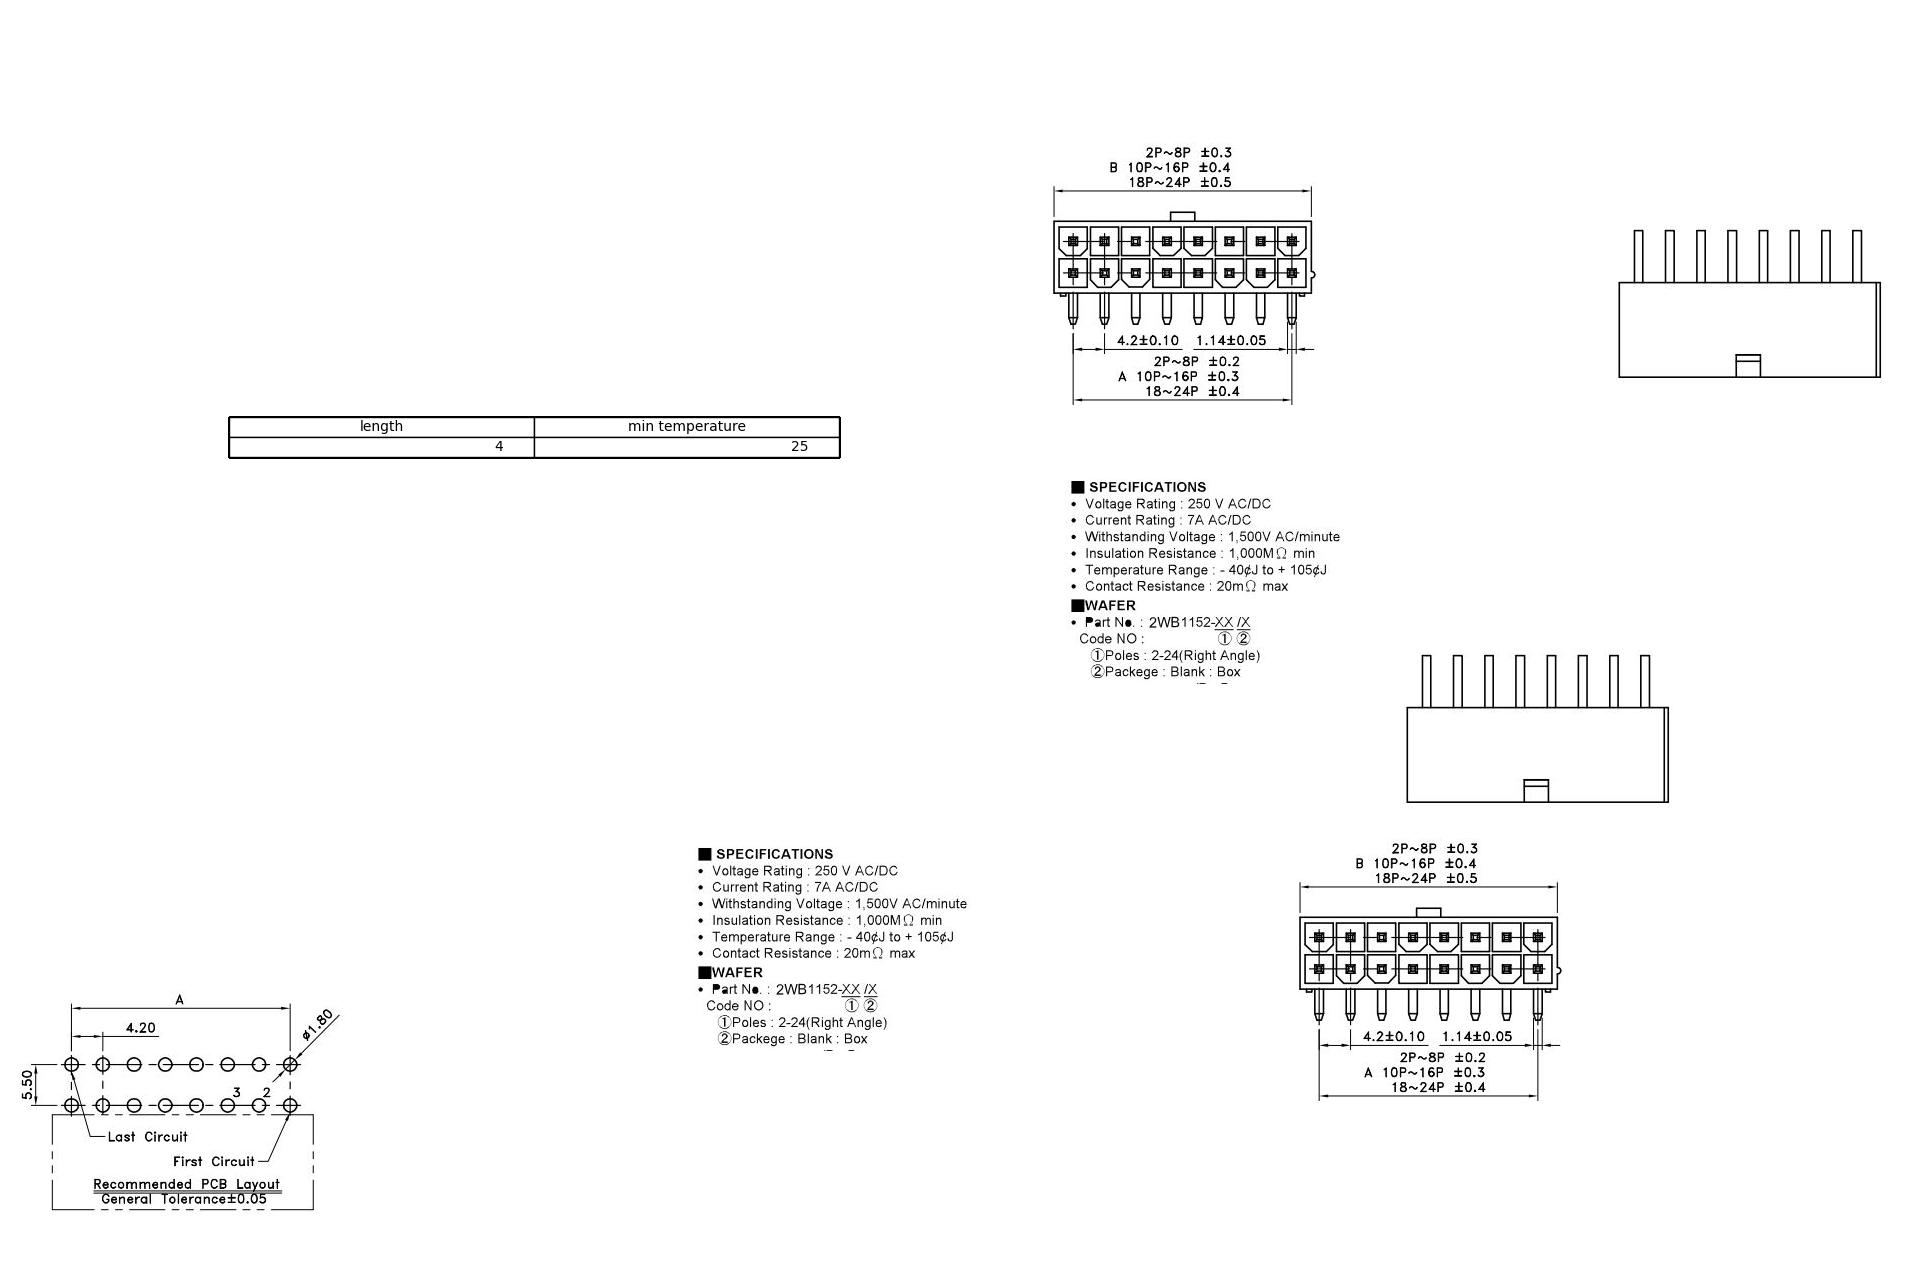 2P~8P ±0.3
B 10P~16P ±0.4
18P~24P ±0.5
4.2±0.10 1.14±0.05
2P~8P ±0.2
A 10P~16P ±0.3
18~24P ±0.4
length min temperature
4 25
■ SPECIFICATIONS
• Voltage Rating : 250 V AC/DC
• Current Rating : 7A AC/DC
• Withstanding Voltage : 1,500V AC/minute
• Insulation Resistance : 1,000MΩ min
• Temperature Range : - 40¢J to + 105¢J
• Contact Resistance : 20mΩ max
■WAFER
• Part No. : 2WB1152-XX /X
Code NO : ① ②
①Poles : 2-24(Right Angle)
②Packege : Blank : Box
■ SPECIFICATIONS
• Voltage Rating : 250 V AC/DC
• Current Rating : 7A AC/DC
• Withstanding Voltage : 1,500V AC/minute
• Insulation Resistance : 1,000MΩ min
• Temperature Range : - 40¢J to + 105¢J
• Contact Resistance : 20mΩ max
■WAFER
• Part No. : 2WB1152-XX /X
Code NO : ① ②
①Poles : 2-24(Right Angle)
②Packege : Blank : Box
2P~8P ±0.3
B 10P~16P ±0.4
18P~24P ±0.5
4.2±0.10 1.14±0.05
2P~8P ±0.2
A 10P~16P ±0.3
18~24P ±0.4
A
4.20
ø1.80
5.50
3 2
Last Circuit
First Circuit
Recommended PCB Layout
General Tolerance±0.05